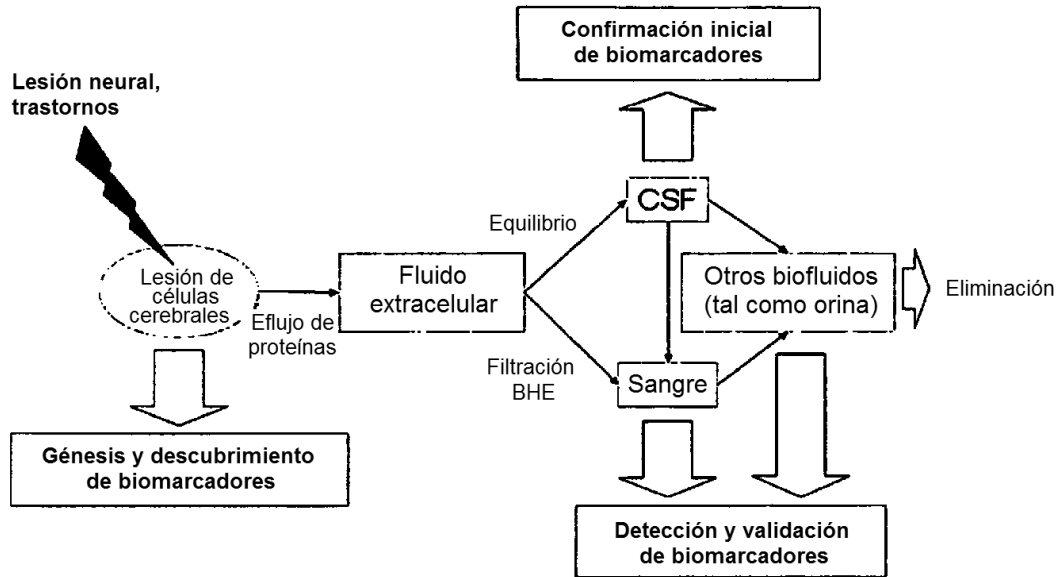 Confirmación inicial
de biomarcadores
Lesión neural,
trastornos
CSF
Equilibrio
Lesión de
células
cerebrales
Fluido
extracelular
Otros biofluidos
(tal como orina)
Eliminación
Eflujo de
proteínas
Filtración
BHE
Sangre
Génesis y descubrimiento
de biomarcadores
Detección y validación
de biomarcadores